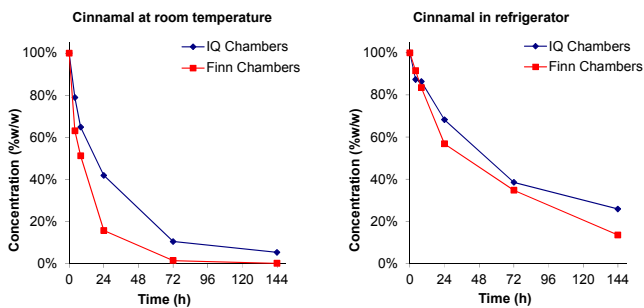 Cinnamal at room temperature
Concentration (%w/w)
100%
80%
60%
40%
20%
0%
0 24 48 72 96 120 144
Time (h)
IQ Chambers
Finn Chambers
Cinnamal in refrigerator
Concentration (%w/w)
100%
80%
60%
40%
20%
0%
0 24 48 72 96 120 144
Time (h)
IQ Chambers
Finn Chambers